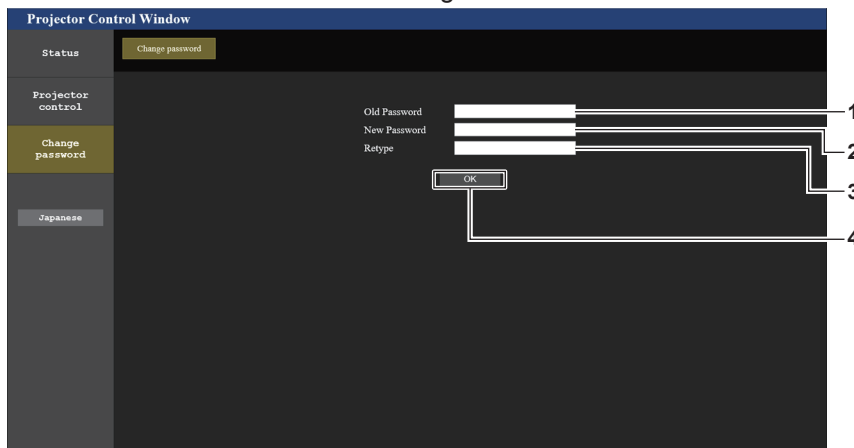 Projector Control Window
Status
Change password
Projector
control
Change
password
Japanese
Old Password
New Password
Retype
OK
1
2
3
4